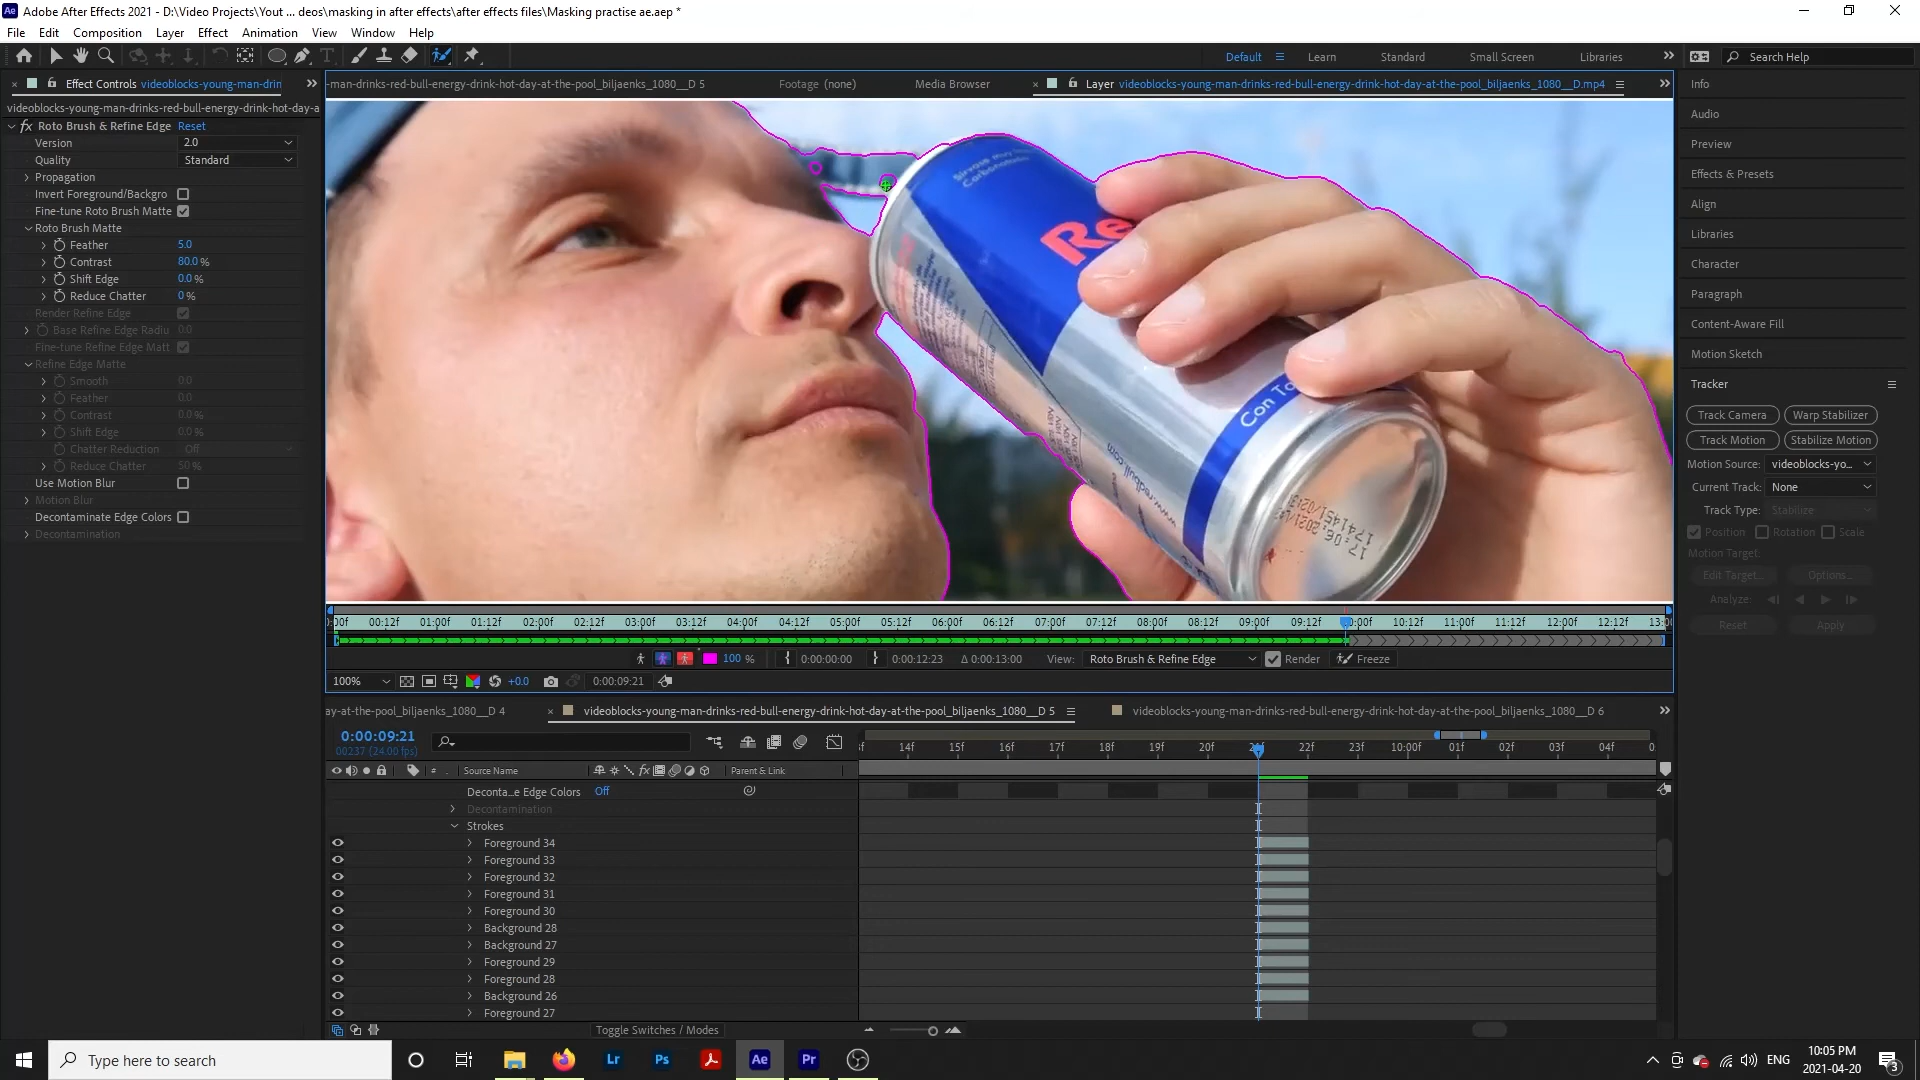 Adobe After Effects 2021 - D:\Video Projects\Yout ... deos\masking in after effects\after effects files\Masking practise ae.aep *
File Edit Composition Layer Effect Animation View Window Help
Default Learn Standard Small Screen Libraries Search Help
Effect Controls videoblocks-young-man-drin
-man-drinks-red-bull-energy-drink-hot-day-at-the-pool_biljaenks_1080__D 5 Footage (none) Media Browser Layer videoblocks-young-man-drinks-red-bull-energy-drink-hot-day-at-the-pool_biljaenks_1080__D.mp4
videoblocks-young-man-drinks-red-bull-energy-drink-hot-day-a
fx Roto Brush & Refine Edge Reset
Version 2.0
Quality Standard
Propagation
Invert Foreground/Backgro
Fine-tune Roto Brush Matte
Roto Brush Matte
Feather 5.0
Contrast 80.0 %
Shift Edge 0.0 %
Reduce Chatter 0 %
Render Refine Edge
Base Refine Edge Radiu 0.0
Fine-tune Refine Edge Matt
Refine Edge Matte
Smooth 0.0
Feather 0.0
Contrast 0.0 %
Shift Edge 0.0 %
Chatter Reduction Off
Reduce Chatter 50 %
Use Motion Blur
Motion Blur
Decontaminate Edge Colors
Decontamination
Re
Con Ta
www.redbull.com
Info
Audio
Preview
Effects & Presets
Align
Libraries
Character
Paragraph
Content-Aware Fill
Motion Sketch
Tracker
Track Camera Warp Stabilizer
Track Motion Stabilize Motion
Motion Source: videoblocks-yo...
Current Track: None
Track Type: Stabilize
Position Rotation Scale
Motion Target:
Edit Target... Options...
Analyze:
Reset Apply
):00f 00:12f 01:00f 01:12f 02:00f 02:12f 03:00f 03:12f 04:00f 04:12f 05:00f 05:12f 06:00f 06:12f 07:00f 07:12f 08:00f 08:12f 09:00f 09:12f 0:00f 10:12f 11:00f 11:12f 12:00f 12:12f 13:0
100 % 0:00:00:00 0:00:12:23 Δ 0:00:13:00 View: Roto Brush & Refine Edge Render Freeze
100% +0.0 0:00:09:21
ay-at-the-pool_biljaenks_1080__D 4 videoblocks-young-man-drinks-red-bull-energy-drink-hot-day-at-the-pool_biljaenks_1080__D 5 videoblocks-young-man-drinks-red-bull-energy-drink-hot-day-at-the-pool_biljaenks_1080__D 6
0:00:09:21
00237 (24.00 fps)
14f 15f 16f 17f 18f 19f 20f 22f 23f 10:00f 01f 02f 03f 04f
# Source Name fx Parent & Link
Deconta...e Edge Colors Off
Decontamination
Strokes
Foreground 34
Foreground 33
Foreground 32
Foreground 31
Foreground 30
Background 28
Background 27
Foreground 29
Foreground 28
Background 26
Foreground 27
Toggle Switches / Modes
Type here to search Lr Ps Ae Pr ENG 10:05 PM
2021-04-20 3